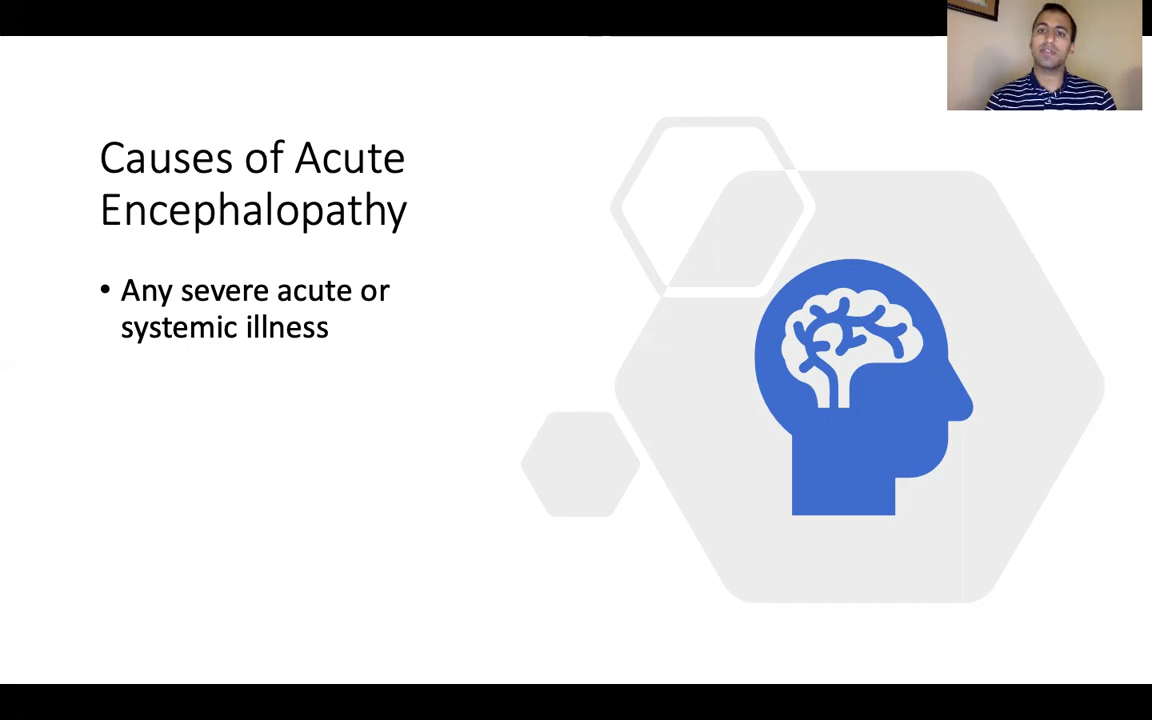 Causes of Acute
Encephalopathy
• Any severe acute or
systemic illness